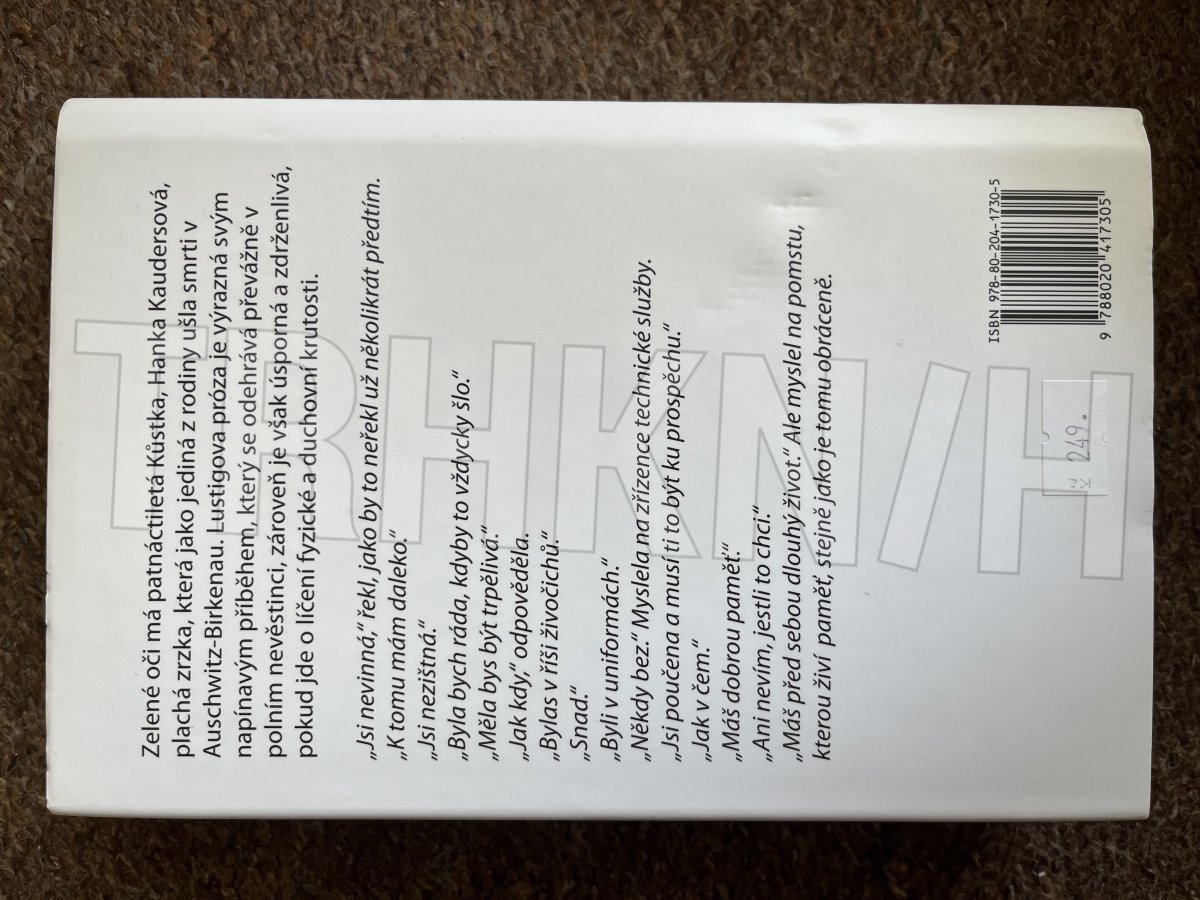 Zelené oči má patnáctiletá Kůstka, Hanka Kaudersová,
plachá zrzka, která jako jediná z rodiny ušla smrti v
Auschwitz-Birkenau. Lustigova próza je výrazná svým
napínavým příběhem, který se odehrává převážně v
polním nevěstinci, zároveň je však úsporná a zdrženlivá,
pokud jde o líčení fyzické a duchovní krutosti.
„Jsi nevinná,“ řekl, jako by to neřekl už několikrát předtím.
„K tomu mám daleko.“
„Jsi nezištná.“
„Byla bych ráda, kdyby to vždycky šlo.“
„Měla bys být trpělivá.“
„Jak kdy,“ odpověděla.
„Bylas v říši živočichů.“
„Snad.“
„Byli v uniformách.“
„Někdy bez.“ Myslela na zřízence technické služby.
„Jsi poučena a musí ti to být ku prospěchu.“
„Jak v čem.“
„Máš dobrou paměť.“
„Ani nevím, jestli to chci.“
„Máš před sebou dlouhý život.“ Ale myslel na pomstu,
kterou živí paměť, stejně jako je tomu obráceně.
TRHKN/H
Kč 249.
ISBN 978-80-204-1730-5
9 788020 417305